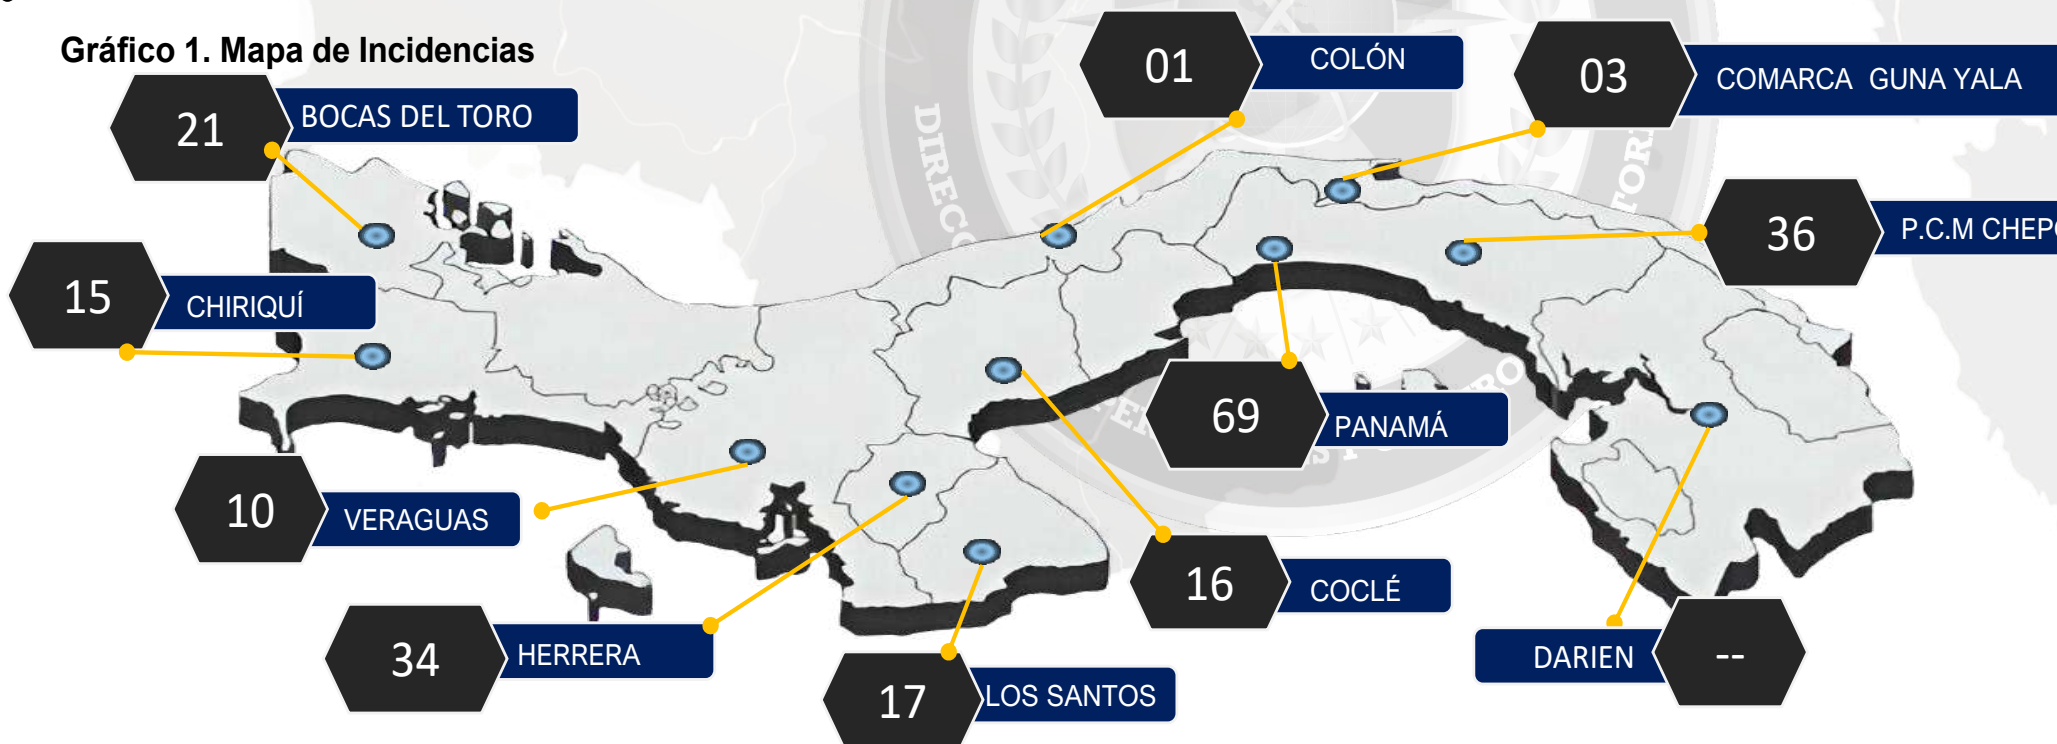 Gráfico 1. Mapa de Incidencias
01
COLÓN
03
COMARCA GUNA YALA
21
BOCAS DEL TORO
36
P.C.M CHEPO
15
CHIRIQUÍ
69
PANAMÁ
10
VERAGUAS
16
COCLÉ
34
HERRERA
17
LOS SANTOS
DARIEN
--